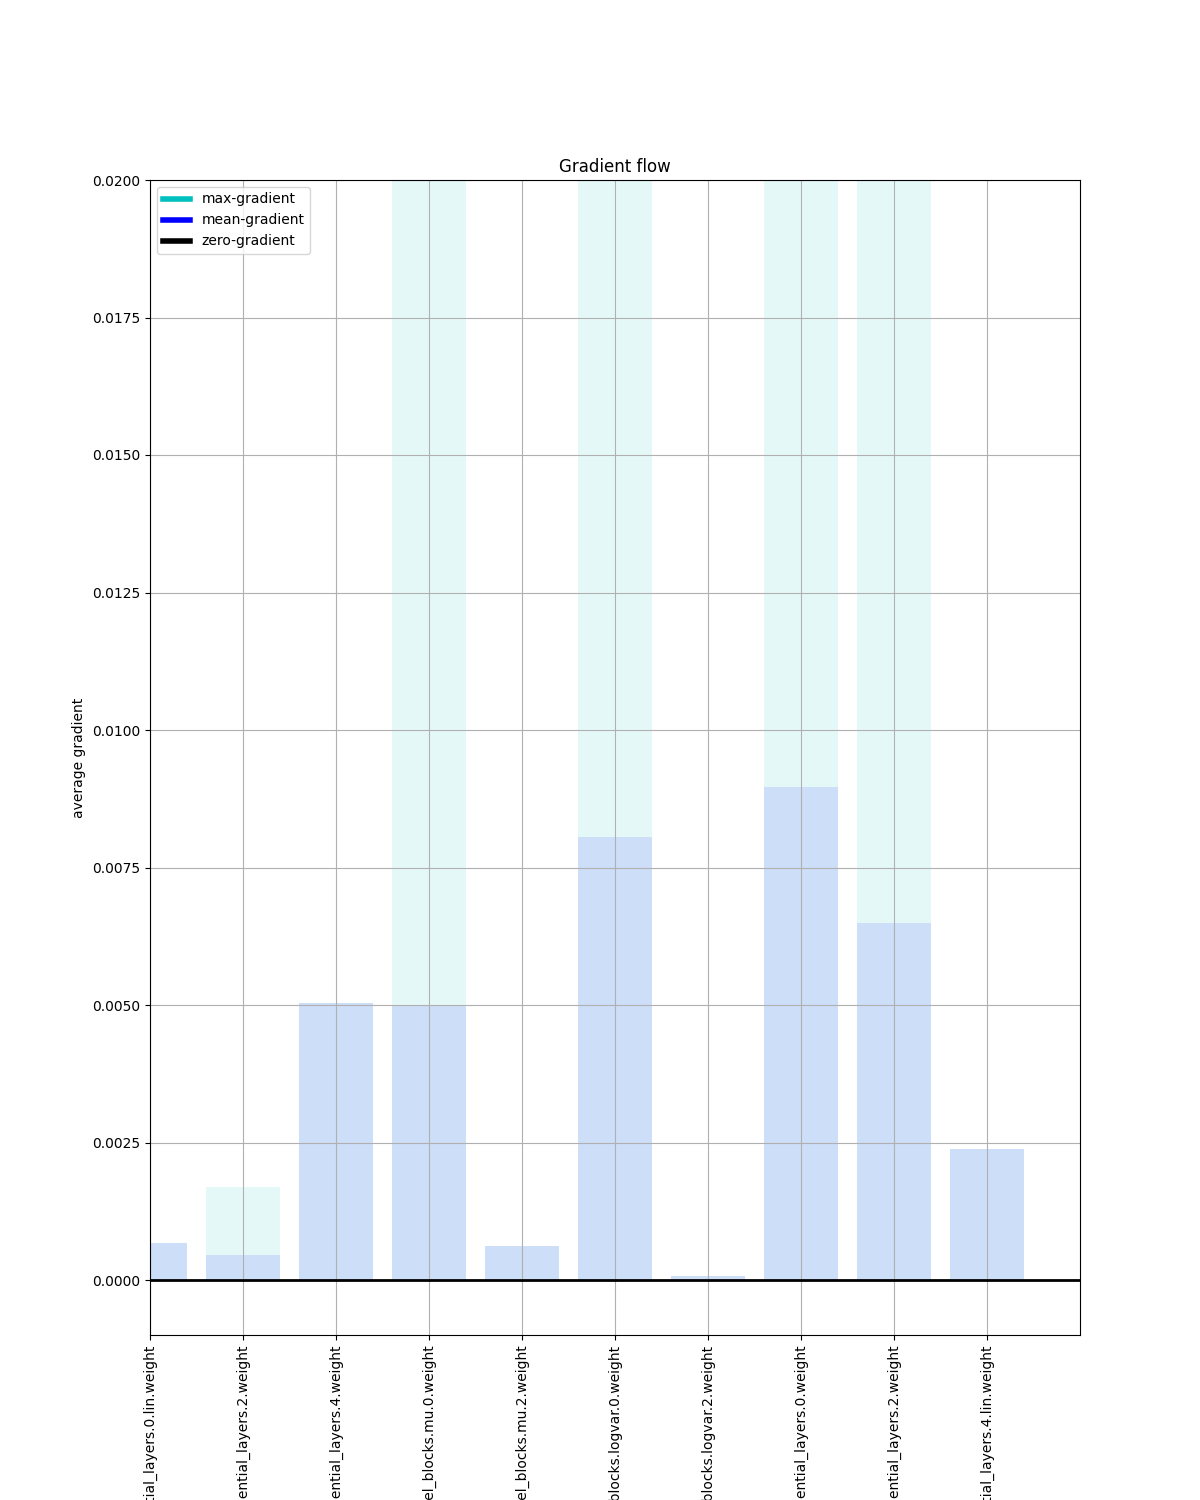 Gradient flow
max-gradient
mean-gradient
zero-gradient
0.0200
0.0175
0.0150
0.0125
0.0100
0.0075
0.0050
0.0025
0.0000
average gradient
tial_layers.0.lin.weight
ential_layers.2.weight
ential_layers.4.weight
el_blocks.mu.0.weight
el_blocks.mu.2.weight
blocks.logvar.0.weight
blocks.logvar.2.weight
ential_layers.0.weight
ential_layers.2.weight
tial_layers.4.lin.weight